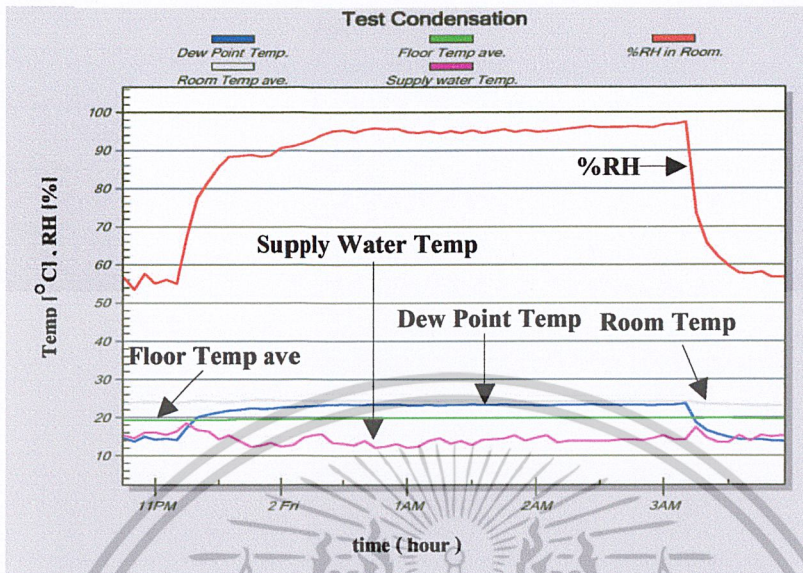 Test Condensation
Dew Point Temp. Floor Temp ave. %RH in Room.
Room Temp ave. Supply water Temp.
Temp [°C]. RH [%]
100
90
80
70
60
50
40
30
20
10
%RH
Supply Water Temp
Dew Point Temp
Room Temp
Floor Temp ave
11PM 2 Fri 1AM 2AM 3AM
time ( hour )